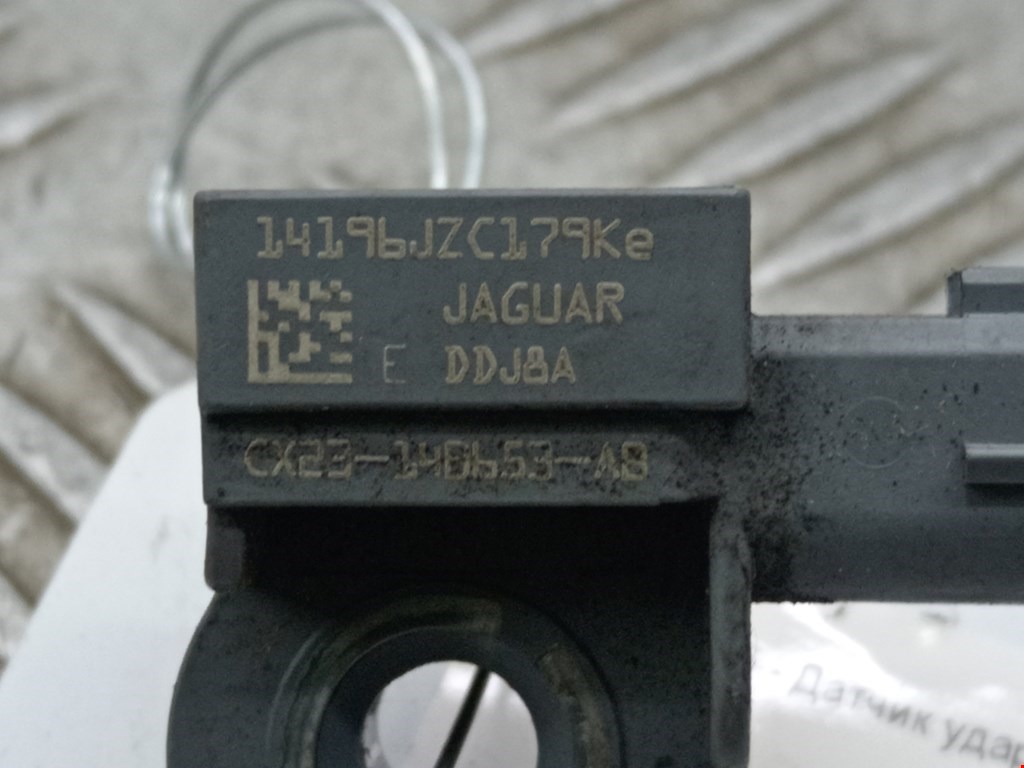 14196JZC179Ke
JAGUAR
E DDJ8A
CX23-14B653-AB
- Датчик удар